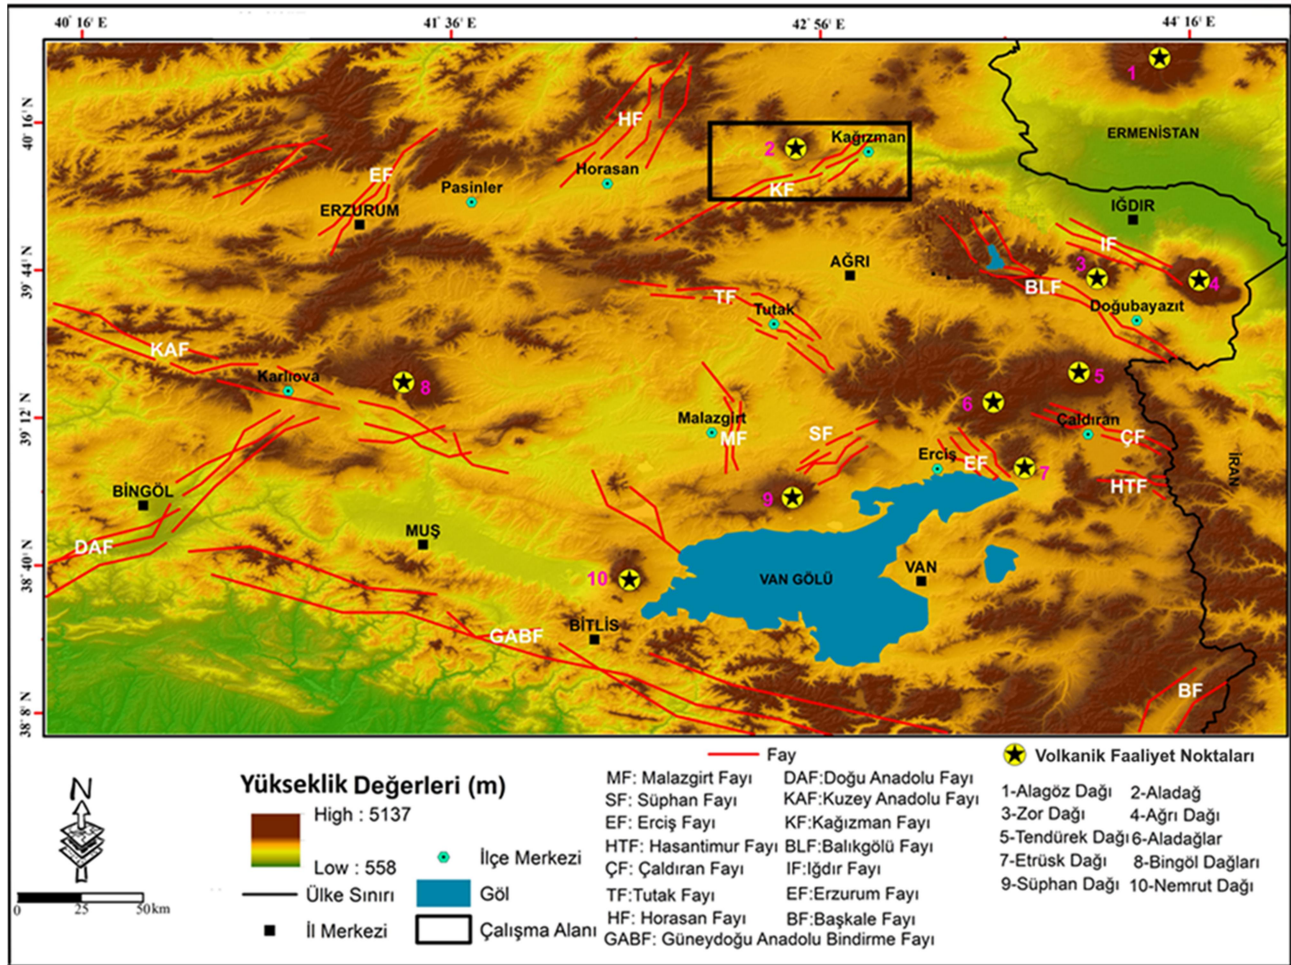 40° 16' E
41° 36' E
42° 56' E
44° 16' E
40° 16' N
39° 44' N
39° 12' N
38° 40' N
38° 8' N
1
HF
2
Kağızman
ERMENİSTAN
EF
Pasinler
Horasan
KF
ERZURUM
IĞDIR
IF
AĞRI
3
4
BLF
Doğubayazıt
TF
Tutak
KAF
Karlıova
8
5
6
Malazgirt
MF
SF
Çaldıran
ÇF
Erciş
EF
7
HTF
İRAN
BİNGÖL
9
MUŞ
DAF
10
VAN GÖLÜ
VAN
BİTLİS
GABF
BF
N
0
25
50 km
Yükseklik Değerleri (m)
High : 5137
Low : 558
Ülke Sınırı
İl Merkezi
İlçe Merkezi
Göl
Çalışma Alanı
Fay
MF: Malazgirt Fayı
SF: Süphan Fayı
EF: Erciş Fayı
HTF: Hasantimur Fayı
ÇF: Çaldıran Fayı
TF:Tutak Fayı
HF: Horasan Fayı
GABF: Güneydoğu Anadolu Bindirme Fayı
DAF:Doğu Anadolu Fayı
KAF:Kuzey Anadolu Fayı
KF:Kağızman Fayı
BLF: Balıkgölü Fayı
IF:Iğdır Fayı
EF:Erzurum Fayı
BF:Başkale Fayı
Volkanik Faaliyet Noktaları
1-Alagöz Dağı 2-Aladağ
3-Zor Dağı 4-Ağrı Dağı
5-Tendürek Dağı 6-Aladağlar
7-Etrüsk Dağı 8-Bingöl Dağları
9-Süphan Dağı 10-Nemrut Dağı